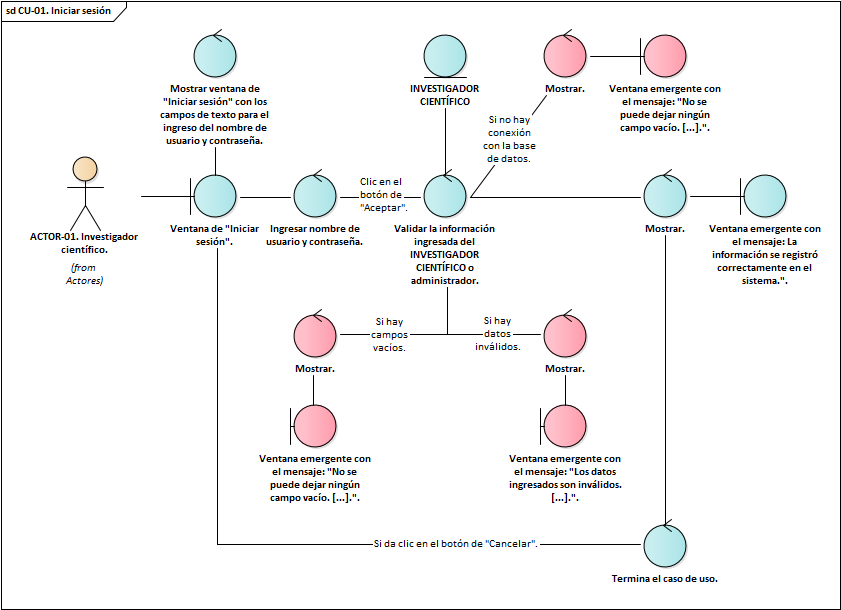 sd CU-01. Iniciar sesión
Mostrar ventana de
"Iniciar sesión" con los
campos de texto para el
ingreso del nombre de
usuario y contraseña.
INVESTIGADOR
CIENTÍFICO
Mostrar.
Ventana emergente con
el mensaje: "No se
puede dejar ningún
campo vacío. [...].".
Si no hay
conexión
con la base
de datos.
ACTOR-01. Investigador
científico.
(from
Actores)
Ventana de "Iniciar
sesión".
Ingresar nombre de
usuario y contraseña.
Clic en el
botón de
"Aceptar".
Validar la información
ingresada del
INVESTIGADOR
CIENTÍFICO o
administrador.
Mostrar.
Ventana emergente con
el mensaje: La
información se registró
correctamente en el
sistema.".
Si hay
campos
vacíos.
Si hay
datos
inválidos.
Mostrar.
Mostrar.
Ventana emergente con
el mensaje: "No se
puede dejar ningún
campo vacío. [...].".
Ventana emergente con
el mensaje: "Los datos
ingresados son inválidos.
[...].".
Si da clic en el botón de "Cancelar".
Termina el caso de uso.